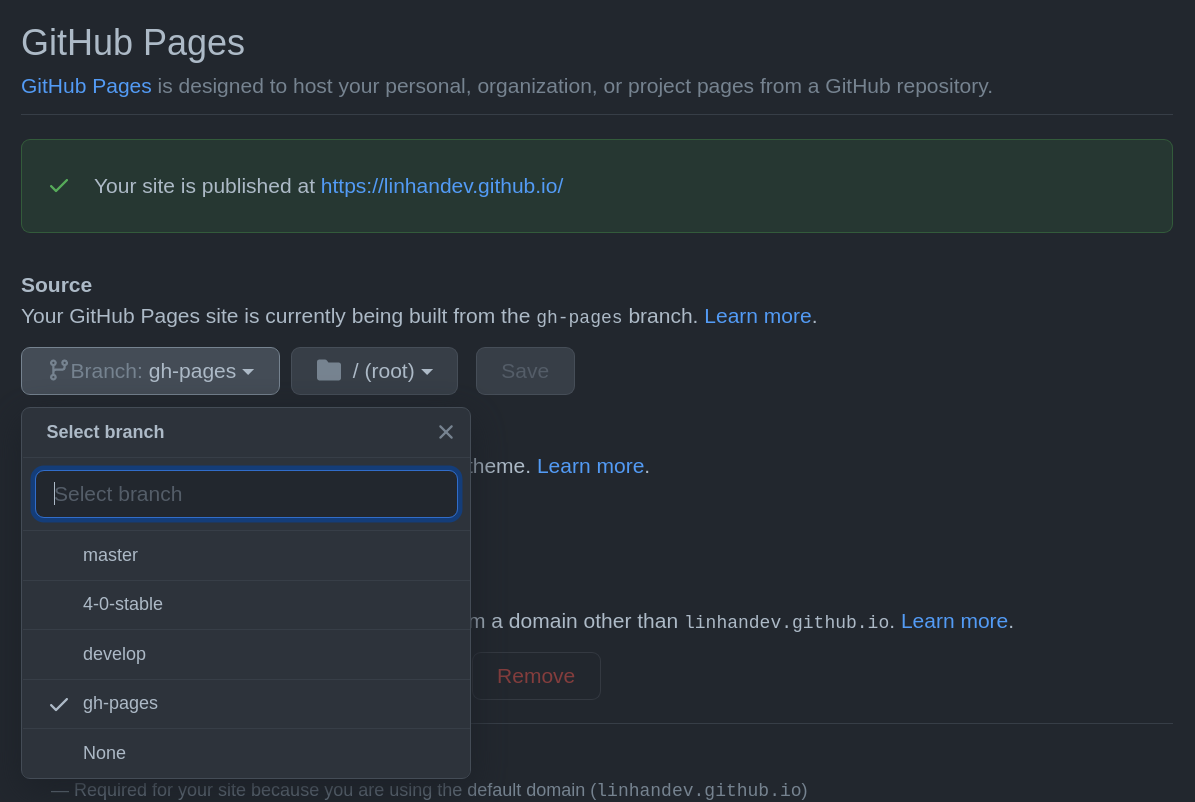 GitHub Pages
GitHub Pages is designed to host your personal, organization, or project pages from a GitHub repository.
Your site is published at https://linhandev.github.io/
Source
Your GitHub Pages site is currently being built from the gh-pages branch. Learn more.
Branch: gh-pages / (root) Save
Select branch
theme. Learn more.
Select branch
master
4-0-stable
m a domain other than linhandev.github.io. Learn more.
develop
Remove
gh-pages
None
— Required for your site because you are using the default domain (linhandev.github.io)